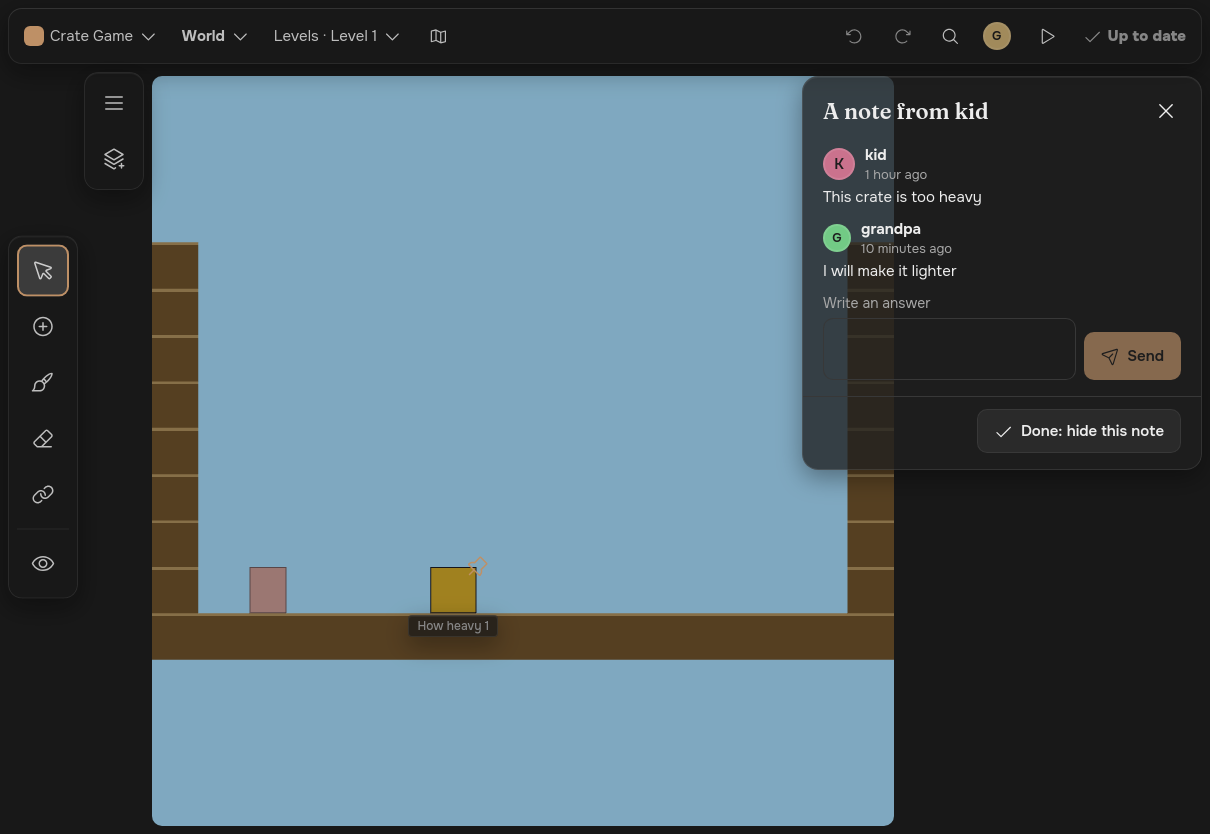 Crate Game
World
Levels · Level 1
G
Up to date
A note from kid
K
kid
1 hour ago
This crate is too heavy
G
grandpa
10 minutes ago
I will make it lighter
Write an answer
Send
Done: hide this note
How heavy 1